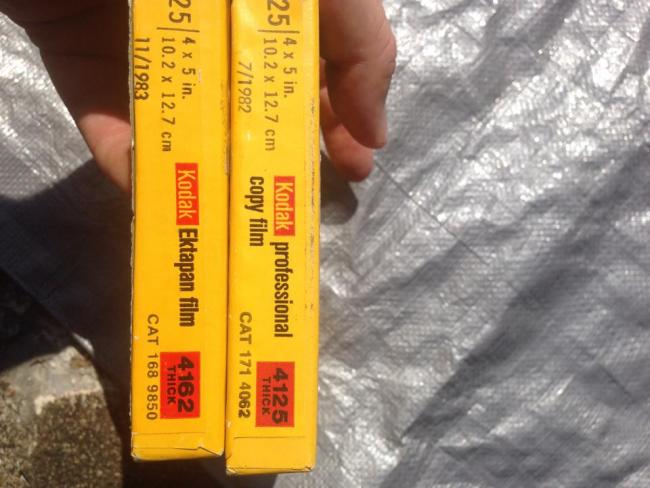 25 4 x 5 in.
10.2 x 12.7 cm
11/1983
Kodak Ektapan film
4162
THICK
CAT 168 9850
25 4 x 5 in.
10.2 x 12.7 cm
7/1982
Kodak professional
copy film
4125
THICK
CAT 171 4062